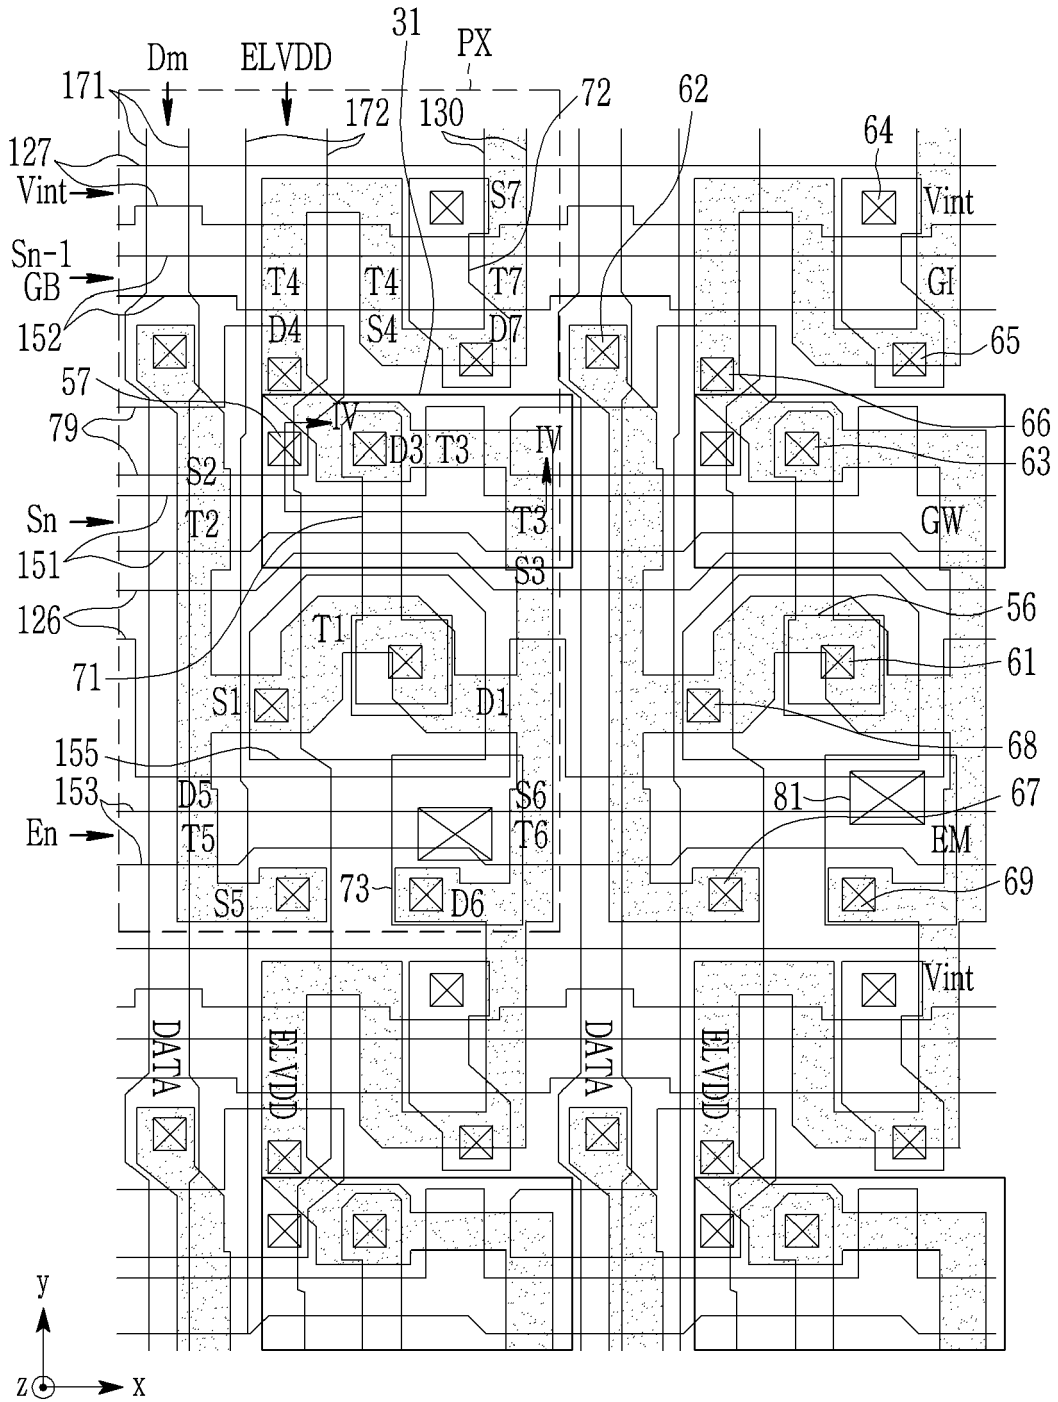 31
PX
Dm ELVDD
171 172 130 72 62
64
127
Vint S7 Vint
Sn-1
GB T4 T4 T7 GI
152 D4 S4 D7
65
57
IV
66
79 D3 T3 IV
63
S2
Sn T2 T3 GW
151 S3
126 T1 56
71 61
S1 D1
155 68
153 D5 S6 81 67
En T5 T6 EM
73 69
S5 D6
Vint
DATA ELVDD DATA ELVDD
y
z x